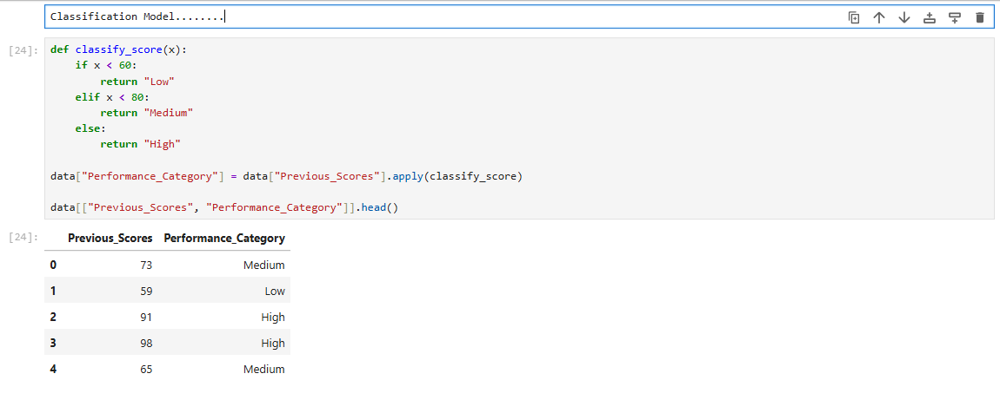 Classification Model........
[24]:
def classify_score(x):
    if x < 60:
        return "Low"
    elif x < 80:
        return "Medium"
    else:
        return "High"
data["Performance_Category"] = data["Previous_Scores"].apply(classify_score)
data[["Previous_Scores", "Performance_Category"]].head()
[24]:
Previous_Scores Performance_Category
0 73 Medium
1 59 Low
2 91 High
3 98 High
4 65 Medium